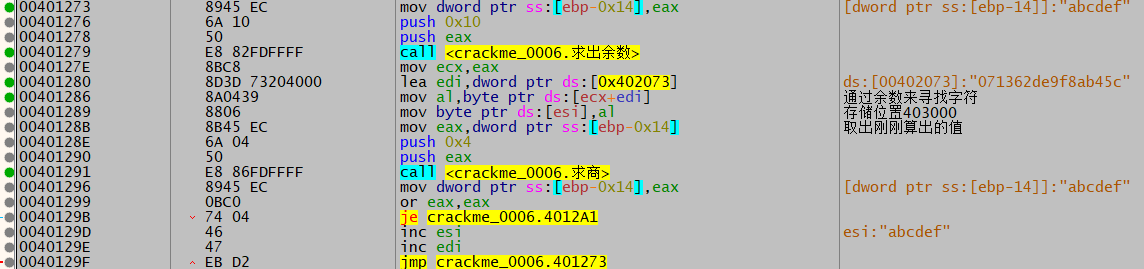 00401273 8945 EC mov dword ptr ss:[ebp-0x14],eax [dword ptr ss:[ebp-14]]:"abcdef"
00401276 6A 10 push 0x10
00401278 50 push eax
00401279 E8 82FDFFFF call <crackme_0006.求出余数>
0040127E 8BC8 mov ecx,eax
00401280 8D3D 73204000 lea edi,dword ptr ds:[0x402073] ds:[00402073]:"071362de9f8ab45c"
00401286 8A0439 mov al,byte ptr ds:[ecx+edi] 通过余数来寻找字符
00401289 8806 mov byte ptr ds:[esi],al 存储位置403000
0040128B 8B45 EC mov eax,dword ptr ss:[ebp-0x14] 取出刚刚算出的值
0040128E 6A 04 push 0x4
00401290 50 push eax
00401291 E8 86FDFFFF call <crackme_0006.求商>
00401296 8945 EC mov dword ptr ss:[ebp-0x14],eax [dword ptr ss:[ebp-14]]:"abcdef"
00401299 0BC0 or eax,eax
0040129B 74 04 je crackme_0006.4012A1
0040129D 46 inc esi esi:"abcdef"
0040129E 47 inc edi
0040129F EB D2 jmp crackme_0006.401273